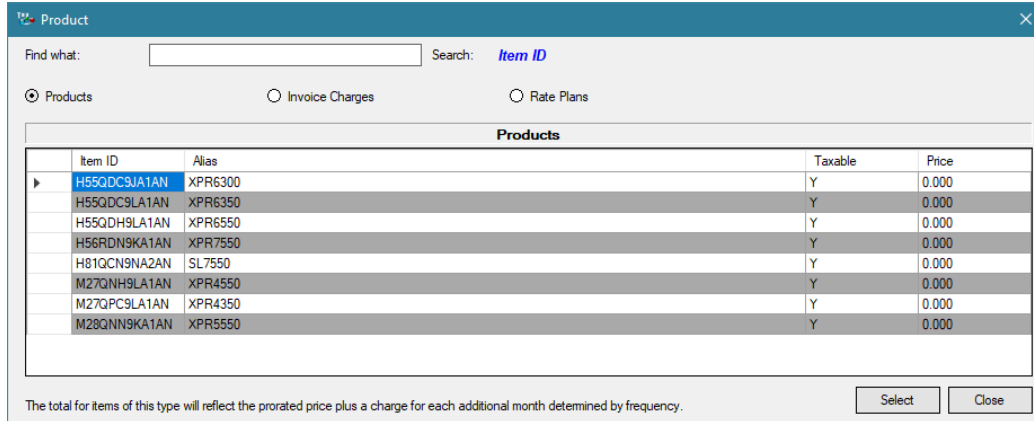 Product
Find what: Search: Item ID
Products Invoice Charges Rate Plans
Products
Item ID Alias Taxable Price
H55QDC9JA1AN XPR6300 Y 0.000
H55QDC9LA1AN XPR6350 Y 0.000
H55QDH9LA1AN XPR6550 Y 0.000
H56RDN9KA1AN XPR7550 Y 0.000
H81QCN9NA2AN SL7550 Y 0.000
M27QNH9LA1AN XPR4550 Y 0.000
M27QPC9LA1AN XPR4350 Y 0.000
M28QNN9KA1AN XPR5550 Y 0.000
The total for items of this type will reflect the prorated price plus a charge for each additional month determined by frequency. Select Close